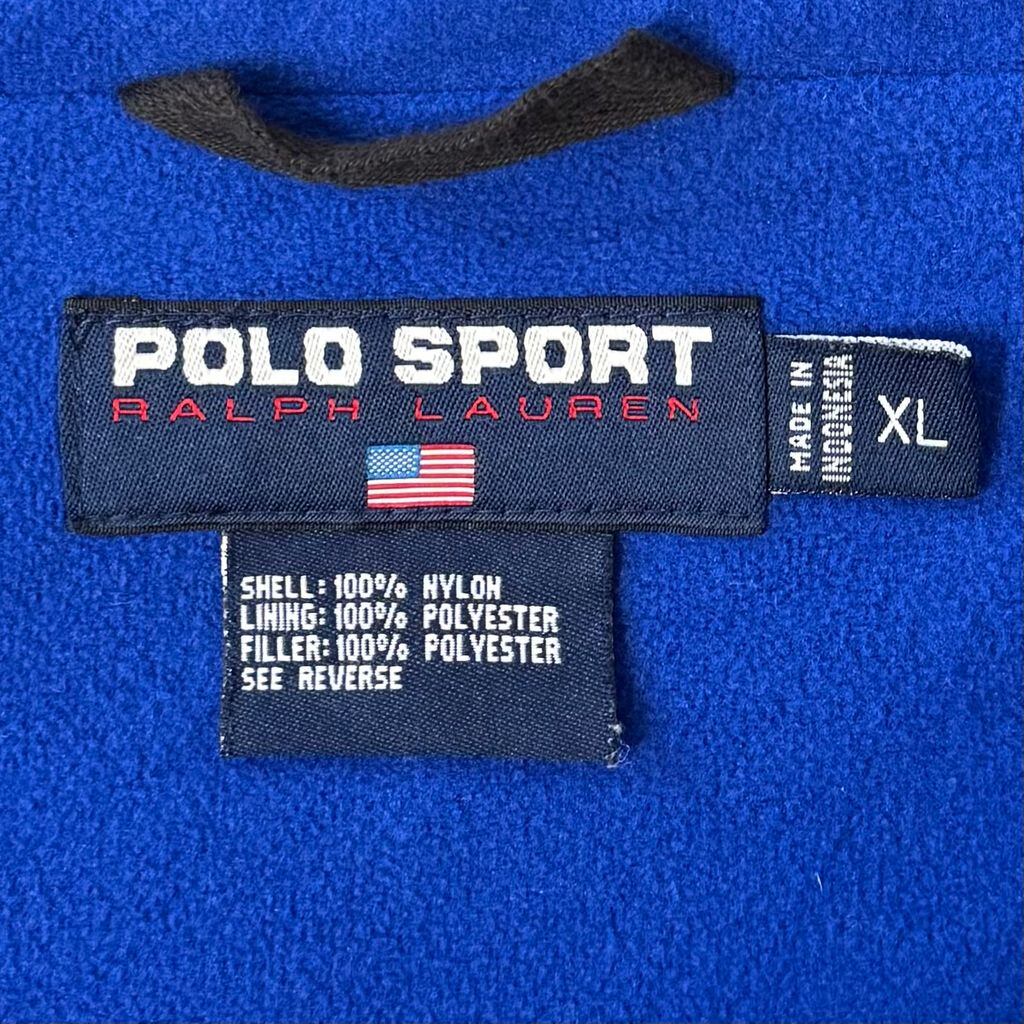 POLO SPORT
RALPH LAUREN
MADE IN
INDONESIA
XL
SHELL: 100% NYLON
LINING: 100% POLYESTER
FILLER: 100% POLYESTER
SEE REVERSE